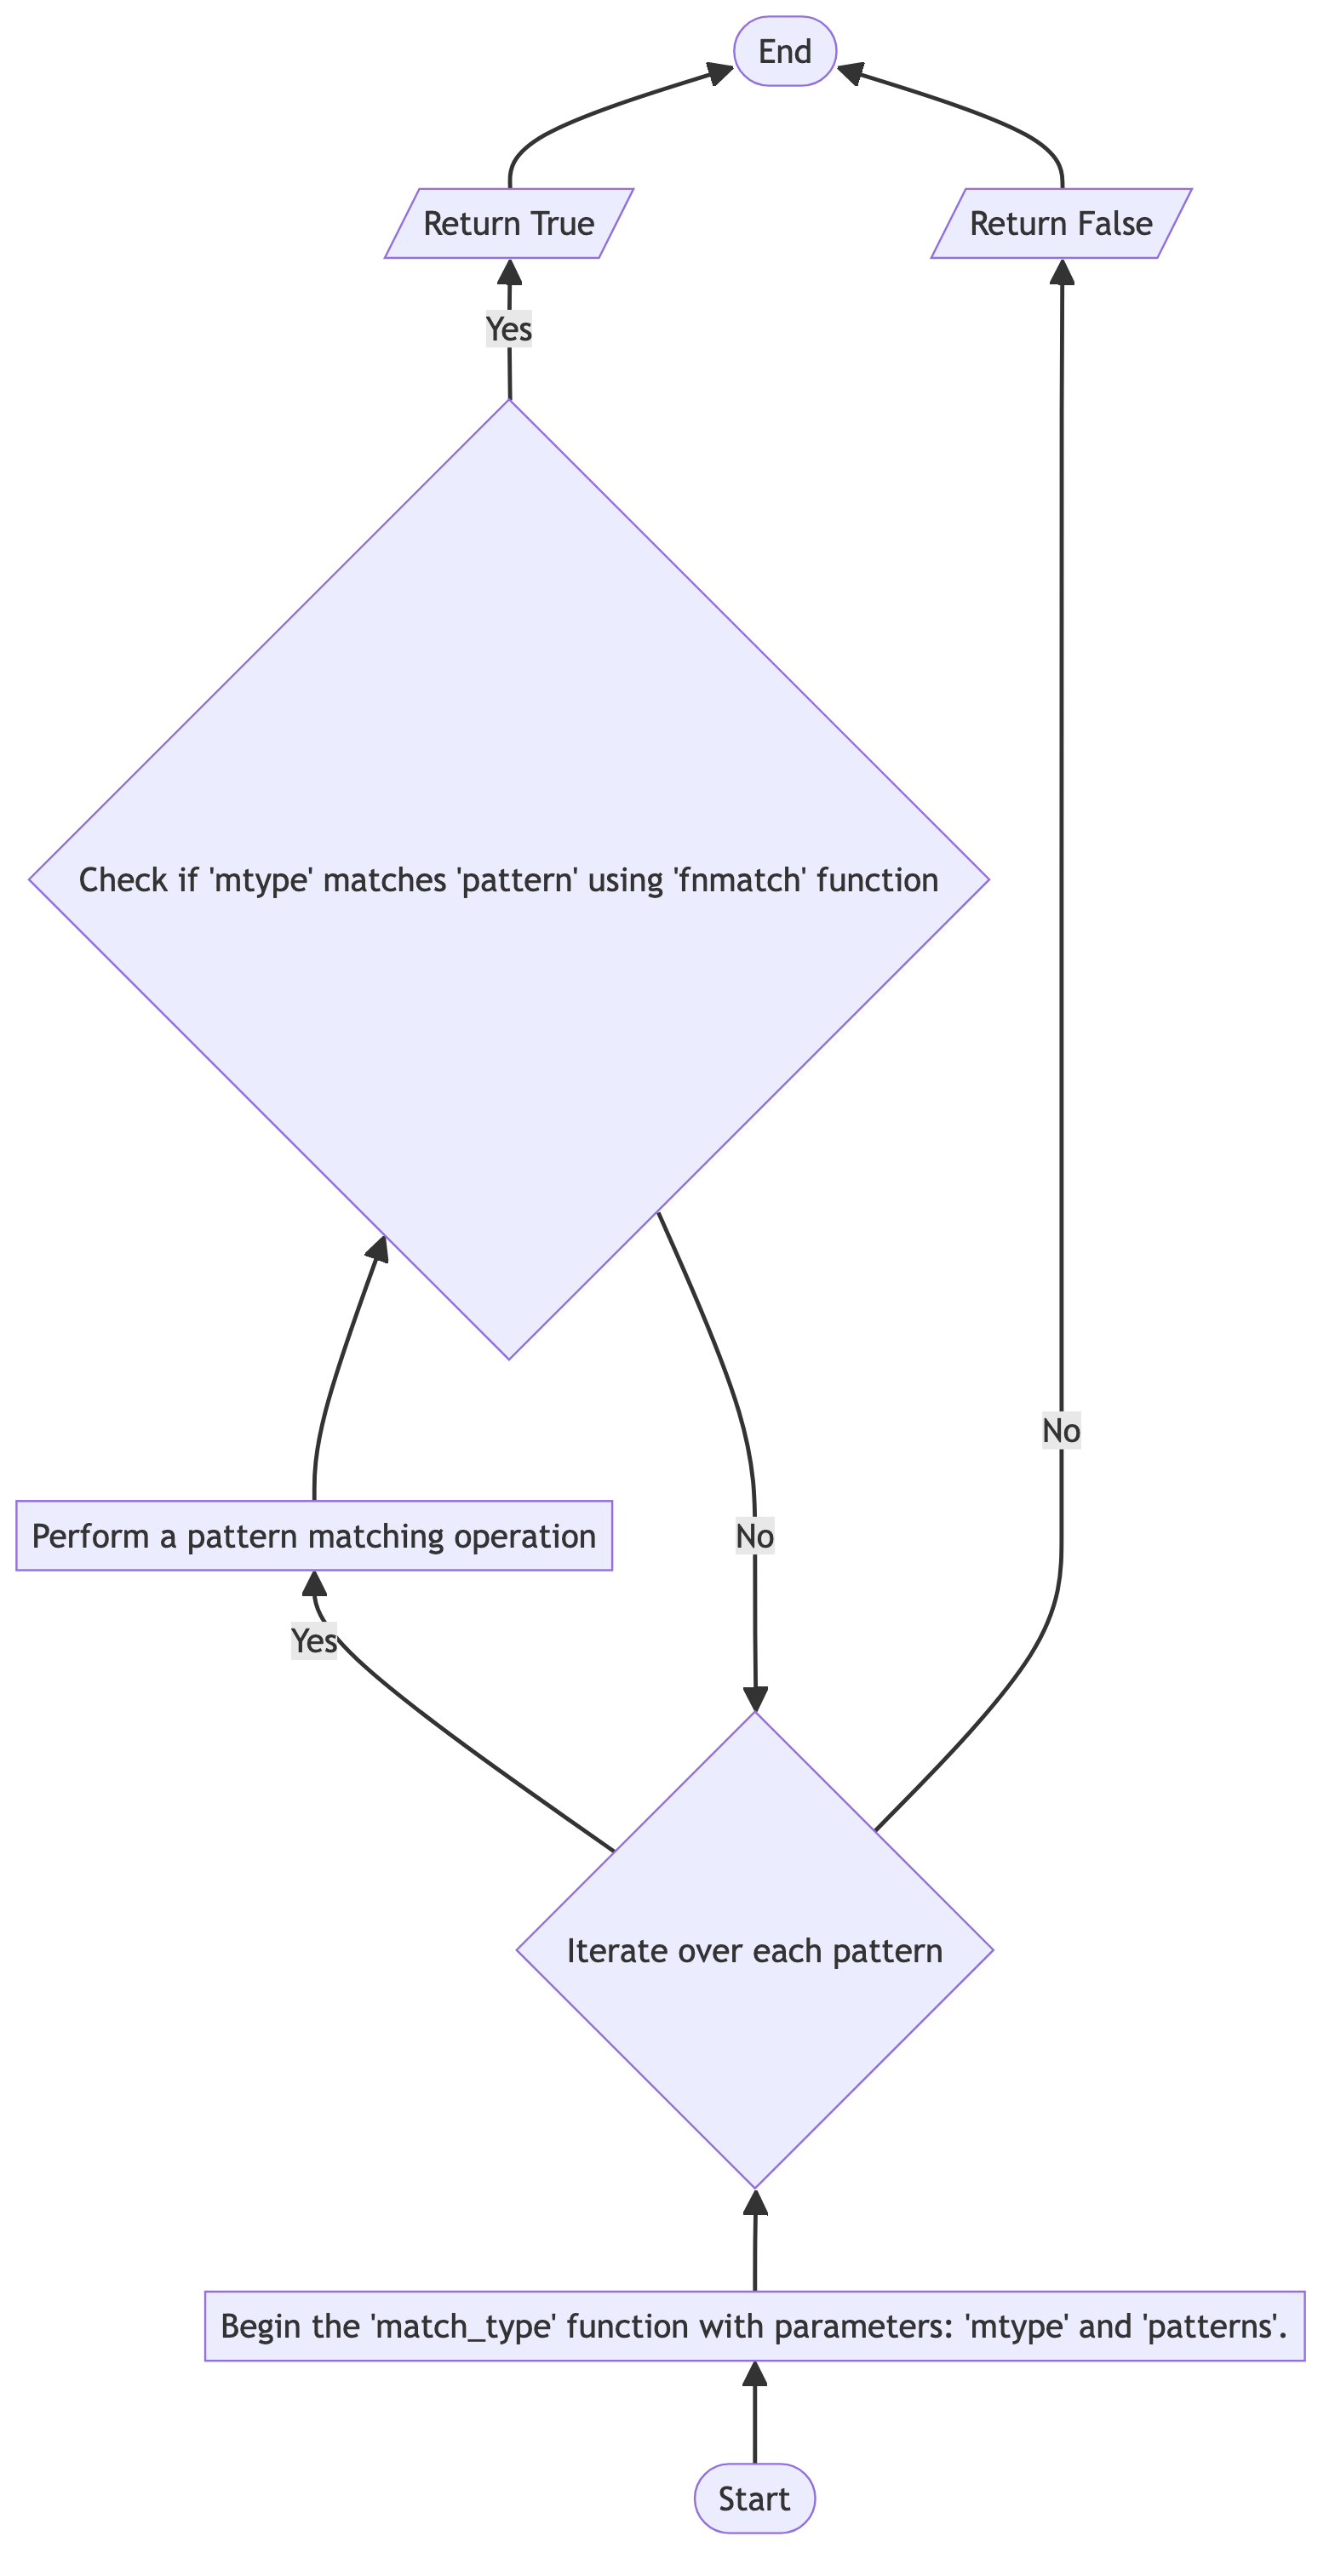 End
Return True
Return False
Yes
Check if 'mtype' matches 'pattern' using 'fnmatch' function
No
Perform a pattern matching operation
No
Yes
Iterate over each pattern
Begin the 'match_type' function with parameters: 'mtype' and 'patterns'.
Start